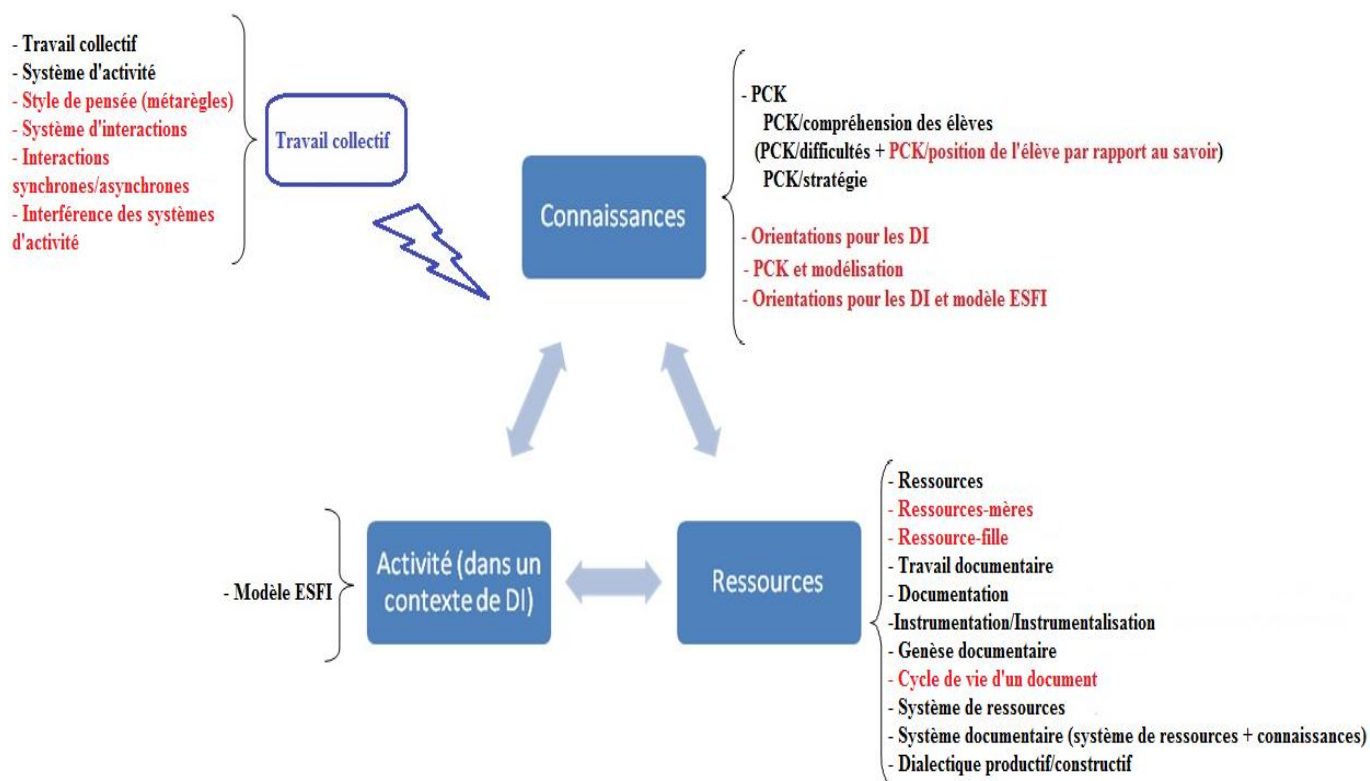 - Travail collectif
- Système d'activité
- Style de pensée (métarègles)
- Système d'interactions
- Interactions
synchrones/asynchrones
- Interférence des systèmes
d'activité
Travail collectif
Connaissances
- PCK
PCK/compréhension des élèves
(PCK/difficultés + PCK/position de l'élève par rapport au savoir)
PCK/stratégie
- Orientations pour les DI
- PCK et modélisation
- Orientations pour les DI et modèle ESFI
- Modèle ESFI
Activité (dans un
contexte de DI)
Ressources
- Ressources
- Ressources-mères
- Ressource-fille
- Travail documentaire
- Documentation
-Instrumentation/Instrumentalisation
- Genèse documentaire
- Cycle de vie d'un document
- Système de ressources
- Système documentaire (système de ressources + connaissances)
- Dialectique productif/constructif